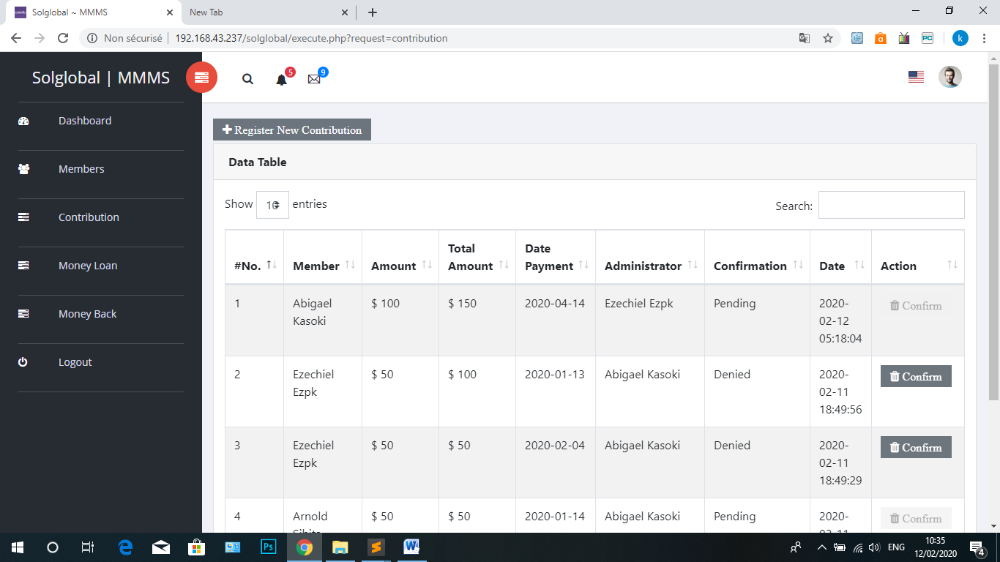 Solglobal ~ MMMS
New Tab
Non sécurisé
192.168.43.237/solglobal/execute.php?request=contribution
PC
k
Solglobal | MMMS
5
9
Dashboard
Members
Contribution
Money Loan
Money Back
Logout
Register New Contribution
Data Table
Show 10 entries
Search:
#No. Member Amount Total Amount Date Payment Administrator Confirmation Date Action
1 Abigael Kasoki $ 100 $ 150 2020-04-14 Ezechiel Ezpk Pending 2020-02-12 05:18:04 Confirm
2 Ezechiel Ezpk $ 50 $ 100 2020-01-13 Abigael Kasoki Denied 2020-02-11 18:49:56 Confirm
3 Ezechiel Ezpk $ 50 $ 50 2020-02-04 Abigael Kasoki Denied 2020-02-11 18:49:29 Confirm
4 Arnold $ 50 $ 50 2020-01-14 Abigael Kasoki Pending 2020- Confirm
Ps
ENG
10:35
12/02/2020
4